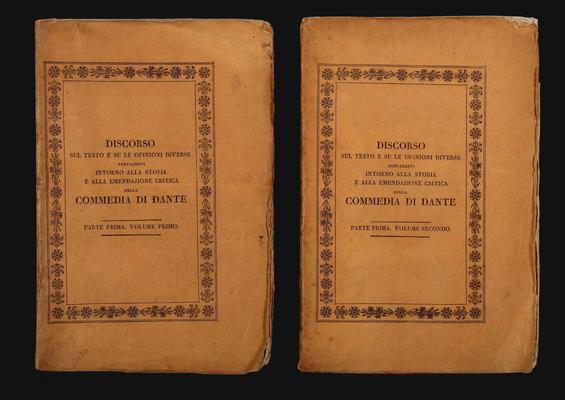 DISCORSO
SUL TESTO E SU LE OPINIONI DIVERSE
PREVALENTI
INTORNO ALLA STORIA
E ALLA EMENDAZIONE CRITICA
DELLA
COMMEDIA DI DANTE
PARTE PRIMA. VOLUME PRIMO.
DISCORSO
SUL TESTO E SU LE OPINIONI DIVERSE
PREVALENTI
INTORNO ALLA STORIA
E ALLA EMENDAZIONE CRITICA
DELLA
COMMEDIA DI DANTE
PARTE PRIMA. VOLUME SECONDO.